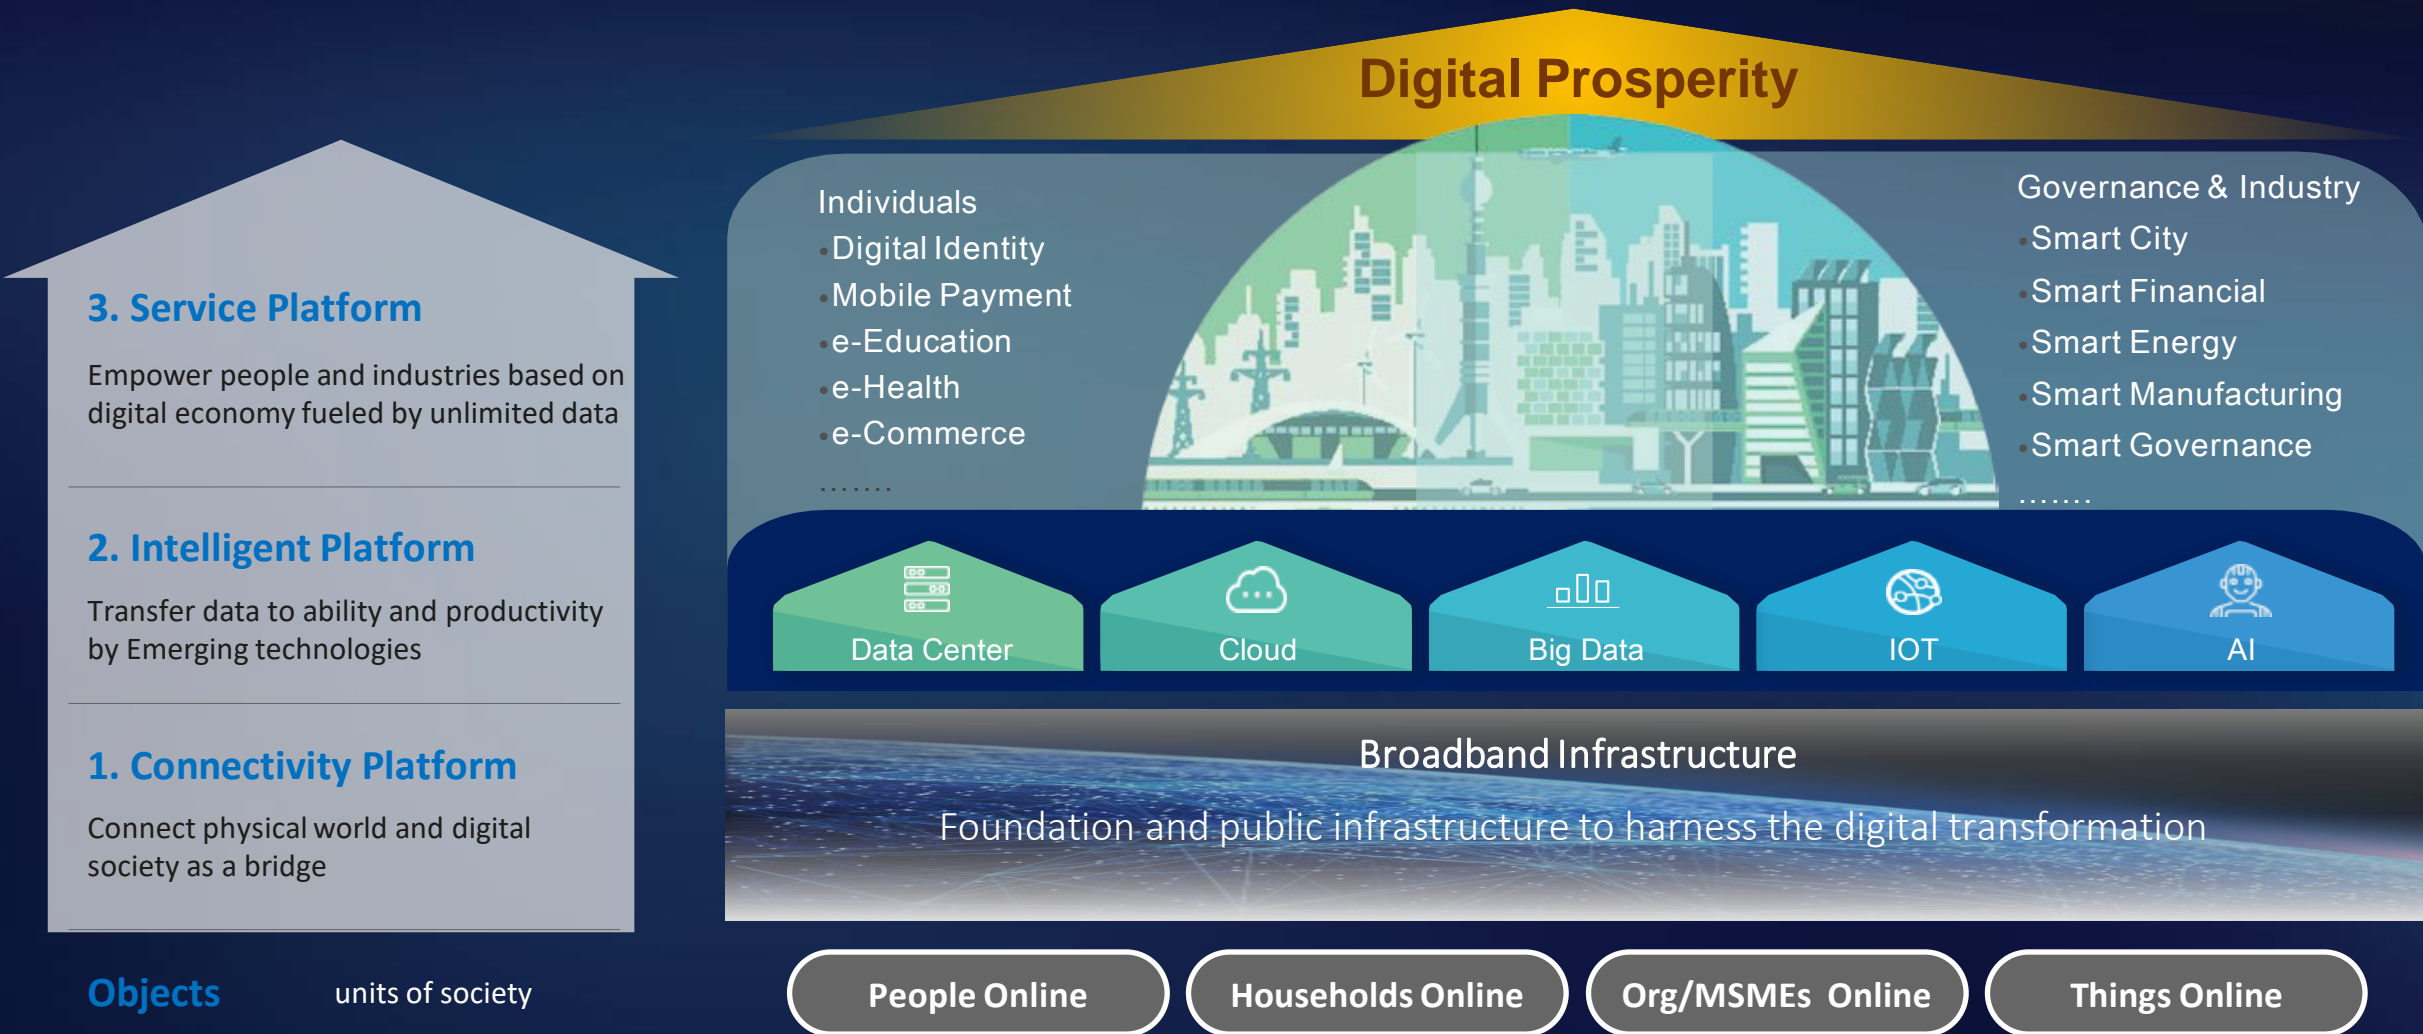 Digital Prosperity
3. Service Platform
Empower people and industries based on
digital economy fueled by unlimited data
2. Intelligent Platform
Transfer data to ability and productivity
by Emerging technologies
1. Connectivity Platform
Connect physical world and digital
society as a bridge
Objects units of society
Individuals
•Digital Identity
•Mobile Payment
•e-Education
•e-Health
•e-Commerce
.......
Governance & Industry
•Smart City
•Smart Financial
•Smart Energy
•Smart Manufacturing
•Smart Governance
.......
Data Center
Cloud
Big Data
IOT
AI
Broadband Infrastructure
Foundation and public infrastructure to harness the digital transformation
People Online
Households Online
Org/MSMEs Online
Things Online